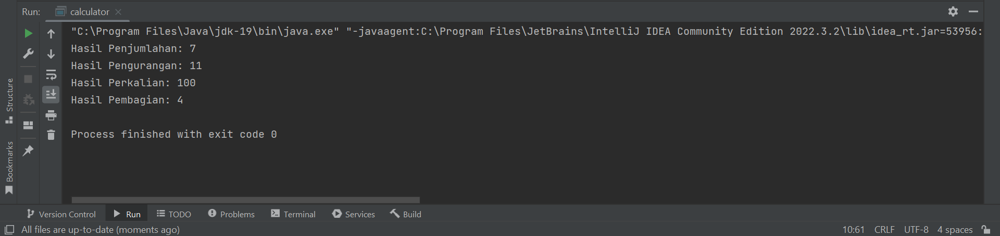 Run: calculator
"C:\Program Files\Java\jdk-19\bin\java.exe" "-javaagent:C:\Program Files\JetBrains\IntelliJ IDEA Community Edition 2022.3.2\lib\idea_rt.jar=53956:
Hasil Penjumlahan: 7
Hasil Pengurangan: 11
Hasil Perkalian: 100
Hasil Pembagian: 4
Process finished with exit code 0
Structure
Bookmarks
Version Control Run TODO Problems Terminal Services Build
All files are up-to-date (moments ago) 10:61 CRLF UTF-8 4 spaces